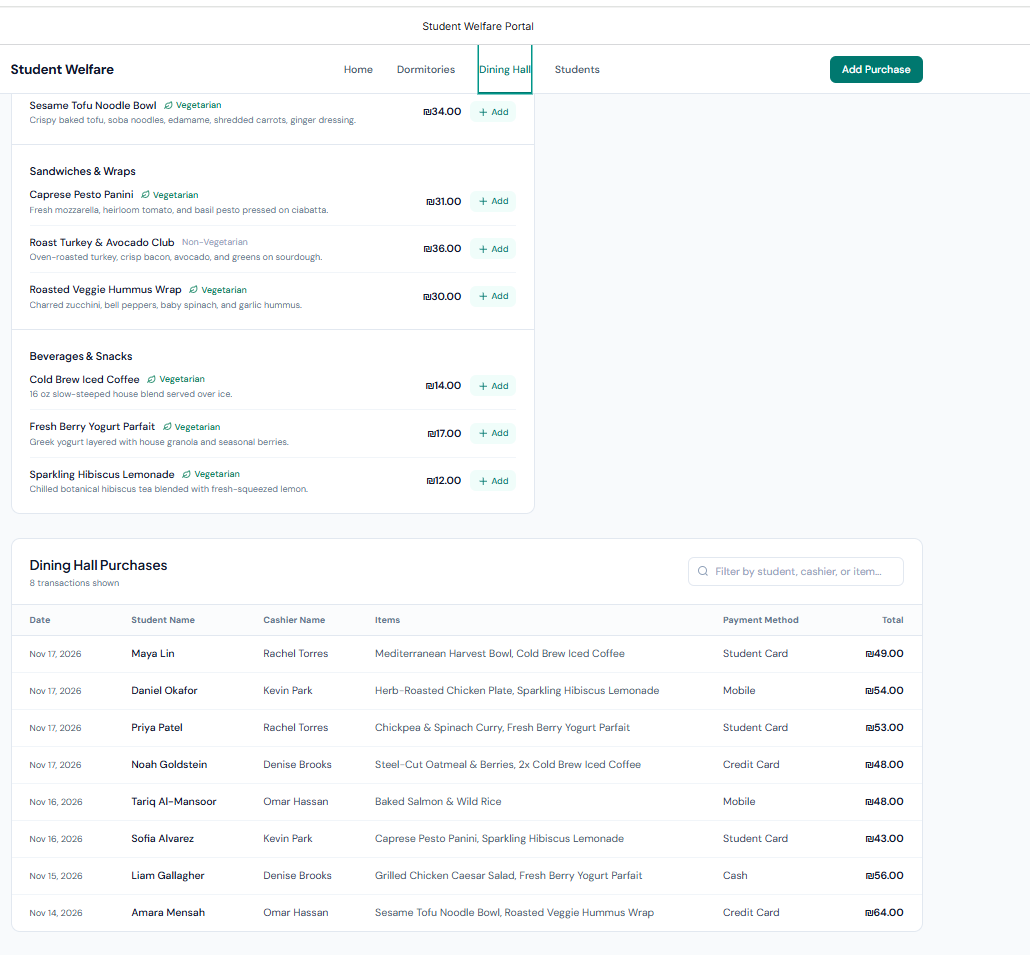 Student Welfare Portal
Student Welfare
Home Dormitories Dining Hall Students Add Purchase
Sesame Tofu Noodle Bowl Vegetarian ₪34.00 + Add
Crispy baked tofu, soba noodles, edamame, shredded carrots, ginger dressing.
Sandwiches & Wraps
Caprese Pesto Panini Vegetarian ₪31.00 + Add
Fresh mozzarella, heirloom tomato, and basil pesto pressed on ciabatta.
Roast Turkey & Avocado Club Non-Vegetarian ₪36.00 + Add
Oven-roasted turkey, crisp bacon, avocado, and greens on sourdough.
Roasted Veggie Hummus Wrap Vegetarian ₪30.00 + Add
Charred zucchini, bell peppers, baby spinach, and garlic hummus.
Beverages & Snacks
Cold Brew Iced Coffee Vegetarian ₪14.00 + Add
16 oz slow-steeped house blend served over ice.
Fresh Berry Yogurt Parfait Vegetarian ₪17.00 + Add
Greek yogurt layered with house granola and seasonal berries.
Sparkling Hibiscus Lemonade Vegetarian ₪12.00 + Add
Chilled botanical hibiscus tea blended with fresh-squeezed lemon.
Dining Hall Purchases
8 transactions shown
Filter by student, cashier, or item...
Date Student Name Cashier Name Items Payment Method Total
Nov 17, 2026 Maya Lin Rachel Torres Mediterranean Harvest Bowl, Cold Brew Iced Coffee Student Card ₪49.00
Nov 17, 2026 Daniel Okafor Kevin Park Herb-Roasted Chicken Plate, Sparkling Hibiscus Lemonade Mobile ₪54.00
Nov 17, 2026 Priya Patel Rachel Torres Chickpea & Spinach Curry, Fresh Berry Yogurt Parfait Student Card ₪53.00
Nov 17, 2026 Noah Goldstein Denise Brooks Steel-Cut Oatmeal & Berries, 2x Cold Brew Iced Coffee Credit Card ₪48.00
Nov 16, 2026 Tariq Al-Mansoor Omar Hassan Baked Salmon & Wild Rice Mobile ₪48.00
Nov 16, 2026 Sofia Alvarez Kevin Park Caprese Pesto Panini, Sparkling Hibiscus Lemonade Student Card ₪43.00
Nov 15, 2026 Liam Gallagher Denise Brooks Grilled Chicken Caesar Salad, Fresh Berry Yogurt Parfait Cash ₪56.00
Nov 14, 2026 Amara Mensah Omar Hassan Sesame Tofu Noodle Bowl, Roasted Veggie Hummus Wrap Credit Card ₪64.00